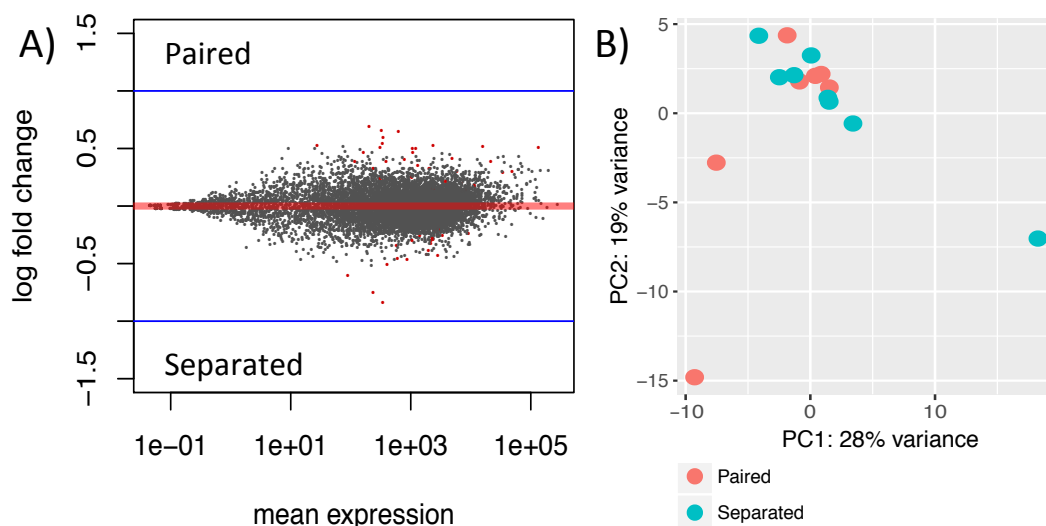 A)
Paired
Separated
log fold change
1.5
0.5
−0.5
−1.5
1e−01
1e+01
1e+03
1e+05
mean expression
B)
PC2: 19% variance
5
0
−5
−10
−15
−10
0
10
PC1: 28% variance
Paired
Separated